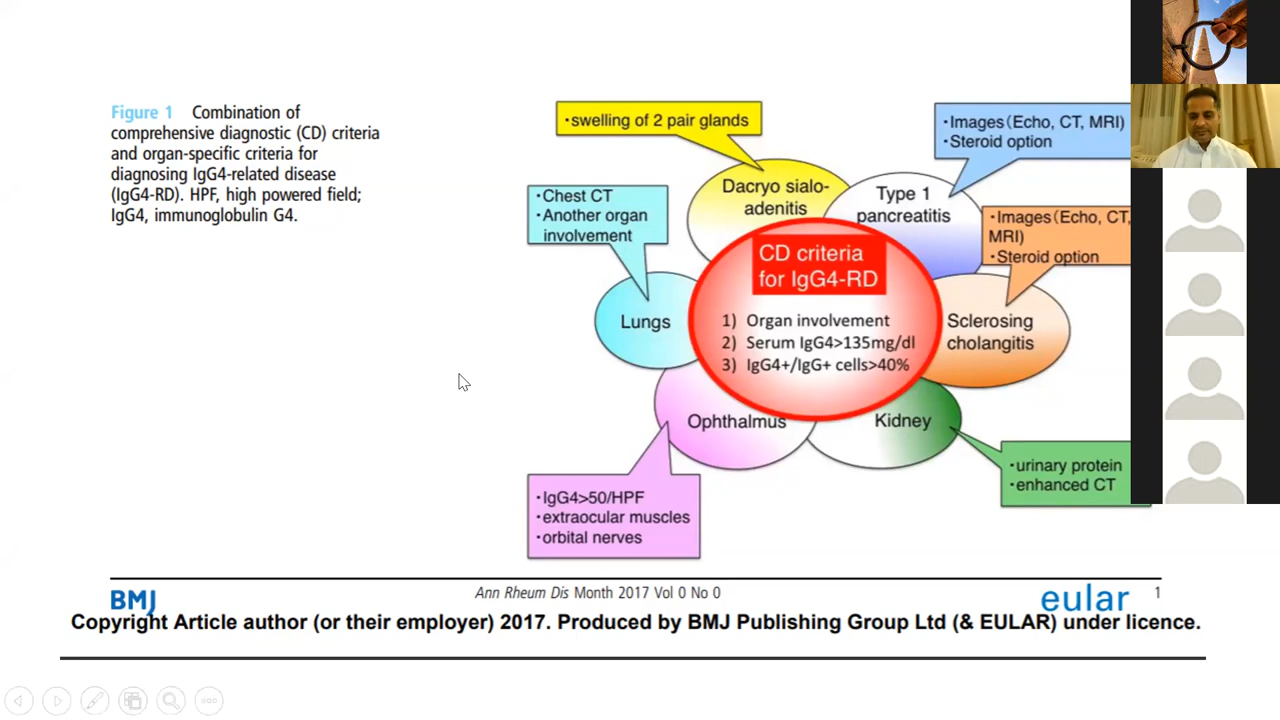 Figure 1 Combination of
comprehensive diagnostic (CD) criteria
and organ-specific criteria for
diagnosing IgG4-related disease
(IgG4-RD). HPF, high powered field;
IgG4, immunoglobulin G4.
·swelling of 2 pair glands
·Images(Echo, CT, MRI)
·Steroid option
·Chest CT
·Another organ
involvement
Dacryo sialo-
adenitis
Type 1
pancreatitis
·Images(Echo, CT,
MRI)
·Steroid option
CD criteria
for IgG4-RD
1) Organ involvement
2) Serum IgG4>135mg/dl
3) IgG4+/IgG+ cells>40%
Lungs
Sclerosing
cholangitis
Ophthalmus
Kidney
·urinary protein
·enhanced CT
·IgG4>50/HPF
·extraocular muscles
·orbital nerves
BMJ
Ann Rheum Dis Month 2017 Vol 0 No 0
eular
1
Copyright Article author (or their employer) 2017. Produced by BMJ Publishing Group Ltd (& EULAR) under licence.